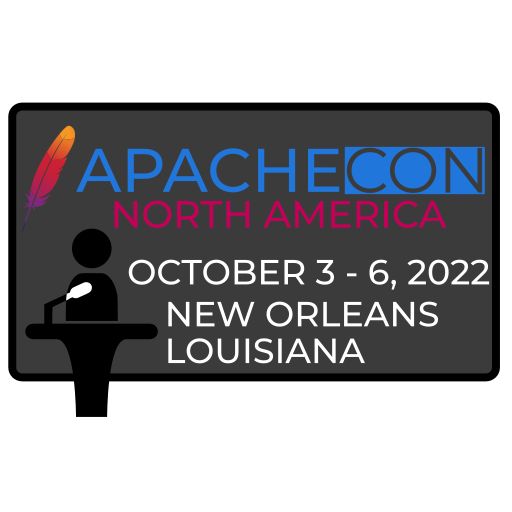 APACHECON
NORTH AMERICA
OCTOBER 3 - 6, 2022
NEW ORLEANS
LOUISIANA